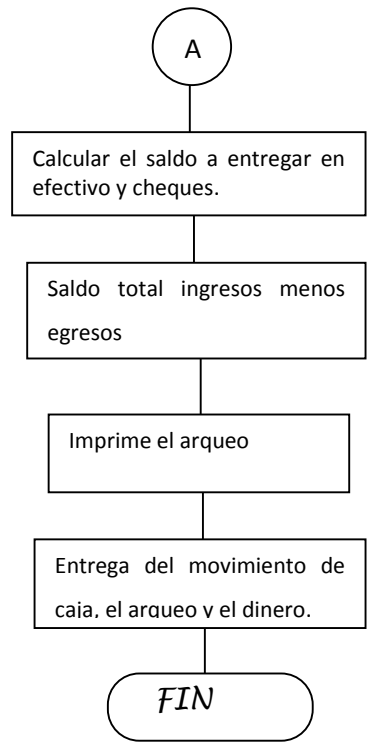 A
Calcular el saldo a entregar en
efectivo y cheques.
Saldo total ingresos menos
egresos
Imprime el arqueo
Entrega del movimiento de
caja, el arqueo y el dinero.
FIN